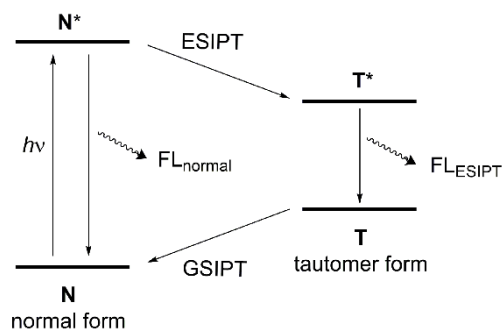 N*
ESIPT
T*
hν
FLnormal
FLESIPT
T
tautomer form
GSIPT
N
normal form